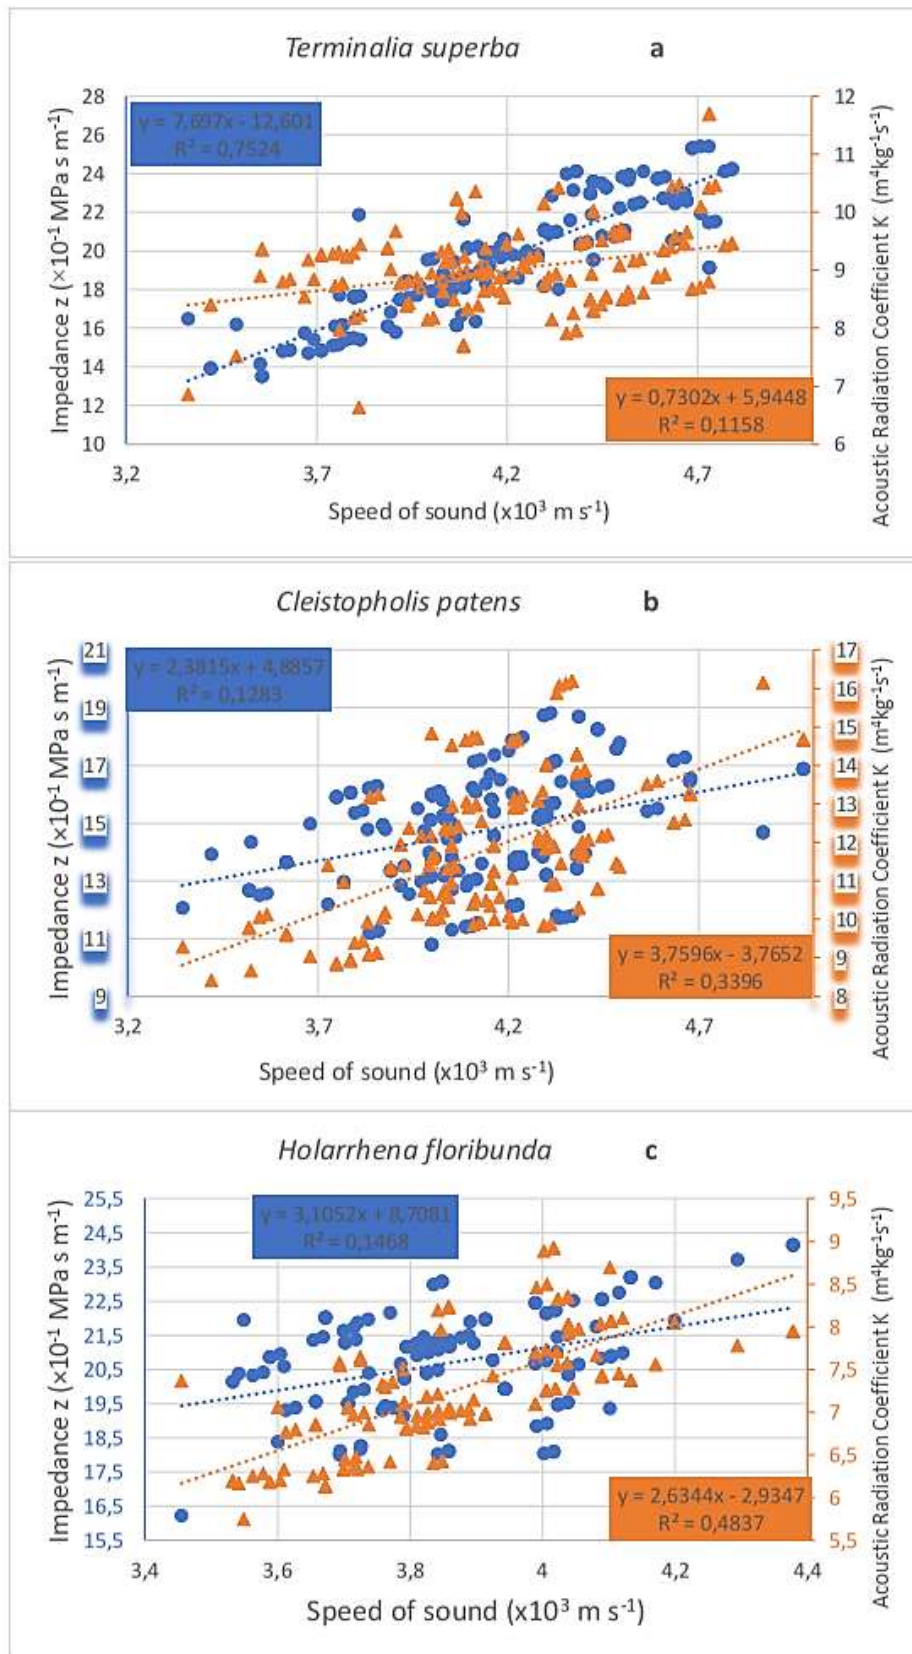 Terminalia superba a
Impedance z (×10⁻¹ MPa s m⁻¹)
28
26
24
22
20
18
16
14
12
10
y = 7,697x - 12,601
R² = 0,7524
12
11
10
9
8
7
6
Acoustic Radiation Coefficient K (m⁴kg⁻¹s⁻¹)
y = 0,7302x + 5,9448
R² = 0,1158
3,2 3,7 4,2 4,7
Speed of sound (x10³ m s⁻¹)
Cleistopholis patens b
Impedance z (×10⁻¹ MPa s m⁻¹)
21
19
17
15
13
11
9
y = 2,3815x + 4,8857
R² = 0,1283
17
16
15
14
13
12
11
10
9
8
Acoustic Radiation Coefficient K (m⁴kg⁻¹s⁻¹)
y = 3,7596x - 3,7652
R² = 0,3396
3,2 3,7 4,2 4,7
Speed of sound (x10³ m s⁻¹)
Holarrhena floribunda c
Impedance z (×10⁻¹ MPa s m⁻¹)
25,5
24,5
23,5
22,5
21,5
20,5
19,5
18,5
17,5
16,5
15,5
y = 3,1052x + 8,7081
R² = 0,1468
9,5
9
8,5
8
7,5
7
6,5
6
5,5
Acoustic Radiation Coefficient K (m⁴kg⁻¹s⁻¹)
y = 2,6344x - 2,9347
R² = 0,4837
3,4 3,6 3,8 4 4,2 4,4
Speed of sound (x10³ m s⁻¹)